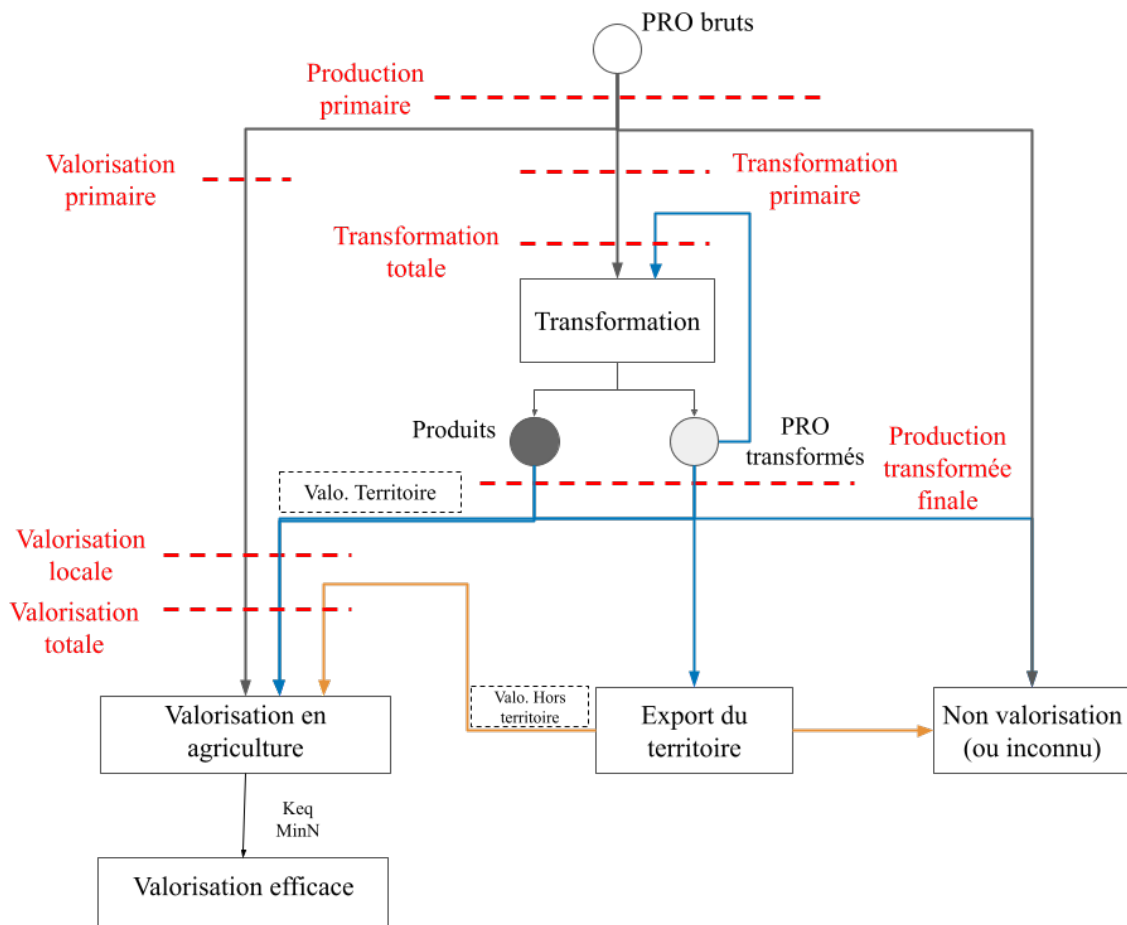 PRO bruts
Production
primaire
Valorisation
primaire
Transformation
primaire
Transformation
totale
Transformation
Produits
PRO
transformés
Production
transformée
finale
Valo. Territoire
Valorisation
locale
Valorisation
totale
Valo. Hors
territoire
Valorisation en
agriculture
Export du
territoire
Non valorisation
(ou inconnu)
Keq
MinN
Valorisation efficace